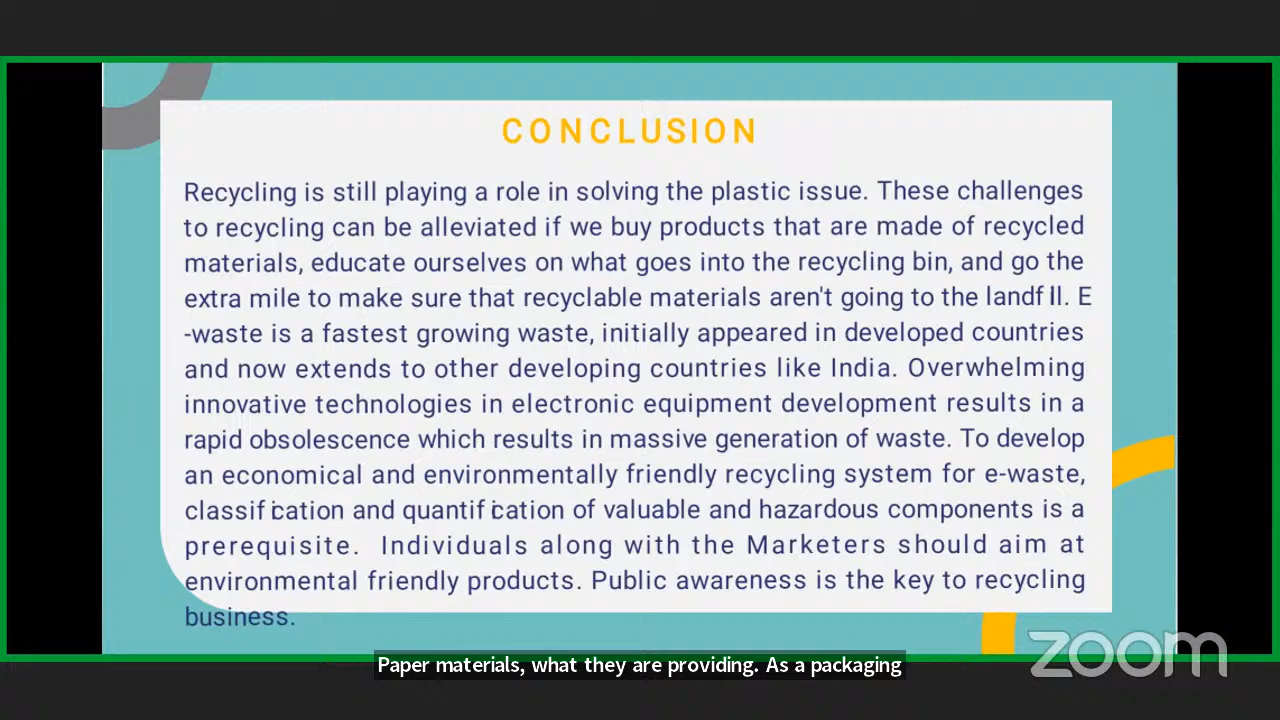 CONCLUSION
Recycling is still playing a role in solving the plastic issue. These challenges
to recycling can be alleviated if we buy products that are made of recycled
materials, educate ourselves on what goes into the recycling bin, and go the
extra mile to make sure that recyclable materials aren't going to the landfill. E
-waste is a fastest growing waste, initially appeared in developed countries
and now extends to other developing countries like India. Overwhelming
innovative technologies in electronic equipment development results in a
rapid obsolescence which results in massive generation of waste. To develop
an economical and environmentally friendly recycling system for e-waste,
classification and quantification of valuable and hazardous components is a
prerequisite. Individuals along with the Marketers should aim at
environmental friendly products. Public awareness is the key to recycling
business.
Paper materials, what they are providing. As a packaging
zoom